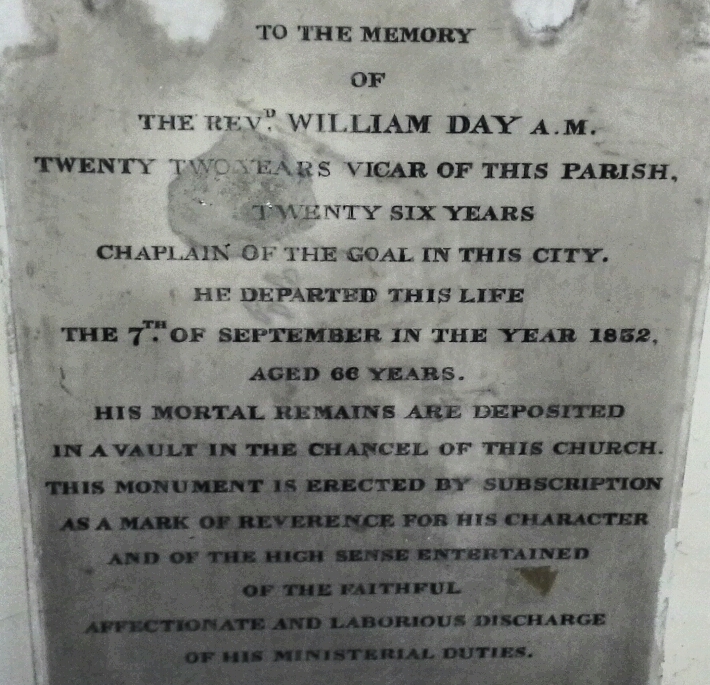 TO THE MEMORY
OF
THE REVD. WILLIAM DAY A.M.
TWENTY TWO YEARS VICAR OF THIS PARISH,
TWENTY SIX YEARS
CHAPLAIN OF THE GOAL IN THIS CITY.
HE DEPARTED THIS LIFE
THE 7TH. OF SEPTEMBER IN THE YEAR 1832,
AGED 66 YEARS.
HIS MORTAL REMAINS ARE DEPOSITED
IN A VAULT IN THE CHANCEL OF THIS CHURCH.
THIS MONUMENT IS ERECTED BY SUBSCRIPTION
AS A MARK OF REVERENCE FOR HIS CHARACTER
AND OF THE HIGH SENSE ENTERTAINED
OF THE FAITHFUL
AFFECTIONATE AND LABORIOUS DISCHARGE
OF HIS MINISTERIAL DUTIES.